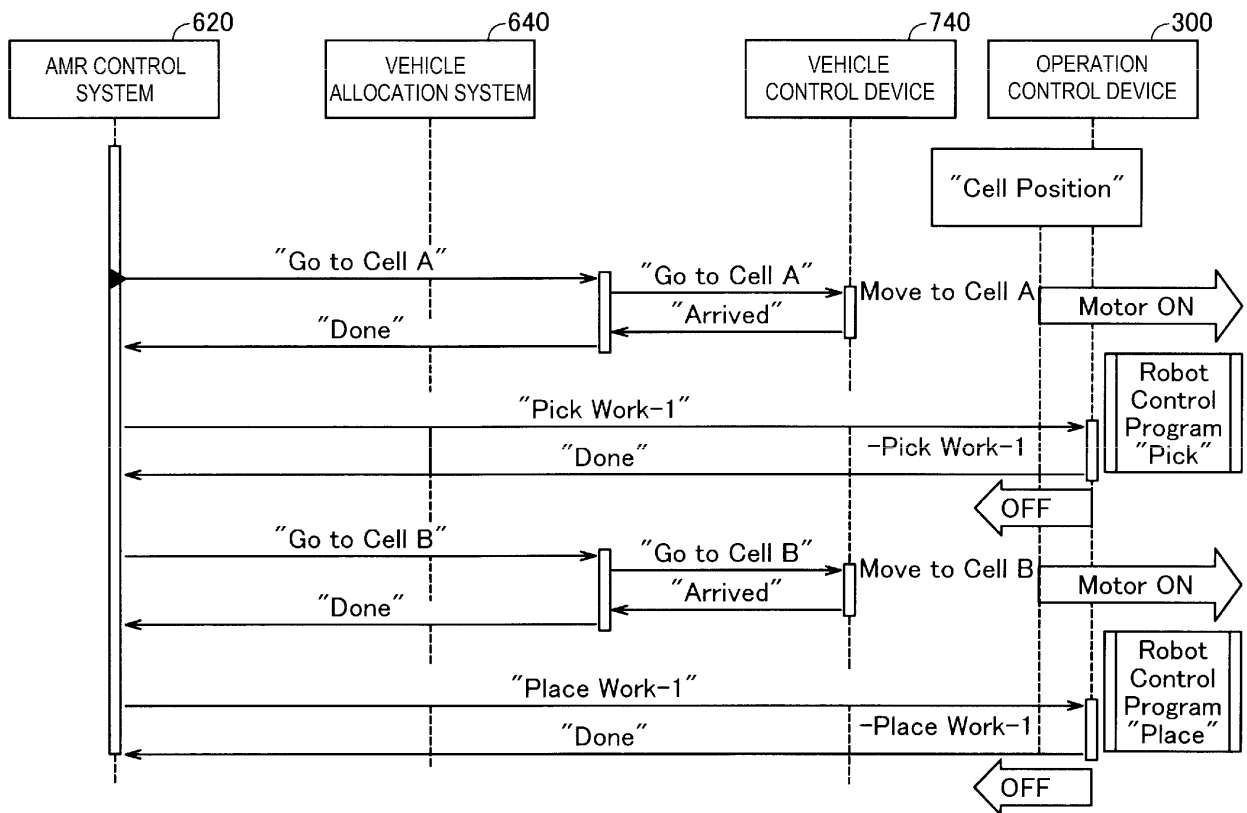 620
640
740
300
AMR CONTROL
SYSTEM
VEHICLE
ALLOCATION SYSTEM
VEHICLE
CONTROL DEVICE
OPERATION
CONTROL DEVICE
"Cell Position"
"Go to Cell A"
"Go to Cell A"
Move to Cell A
Motor ON
"Arrived"
"Done"
Robot
Control
Program
"Pick"
"Pick Work-1"
-Pick Work-1
"Done"
OFF
"Go to Cell B"
"Go to Cell B"
Move to Cell B
Motor ON
"Arrived"
"Done"
Robot
Control
Program
"Place"
"Place Work-1"
-Place Work-1
"Done"
OFF